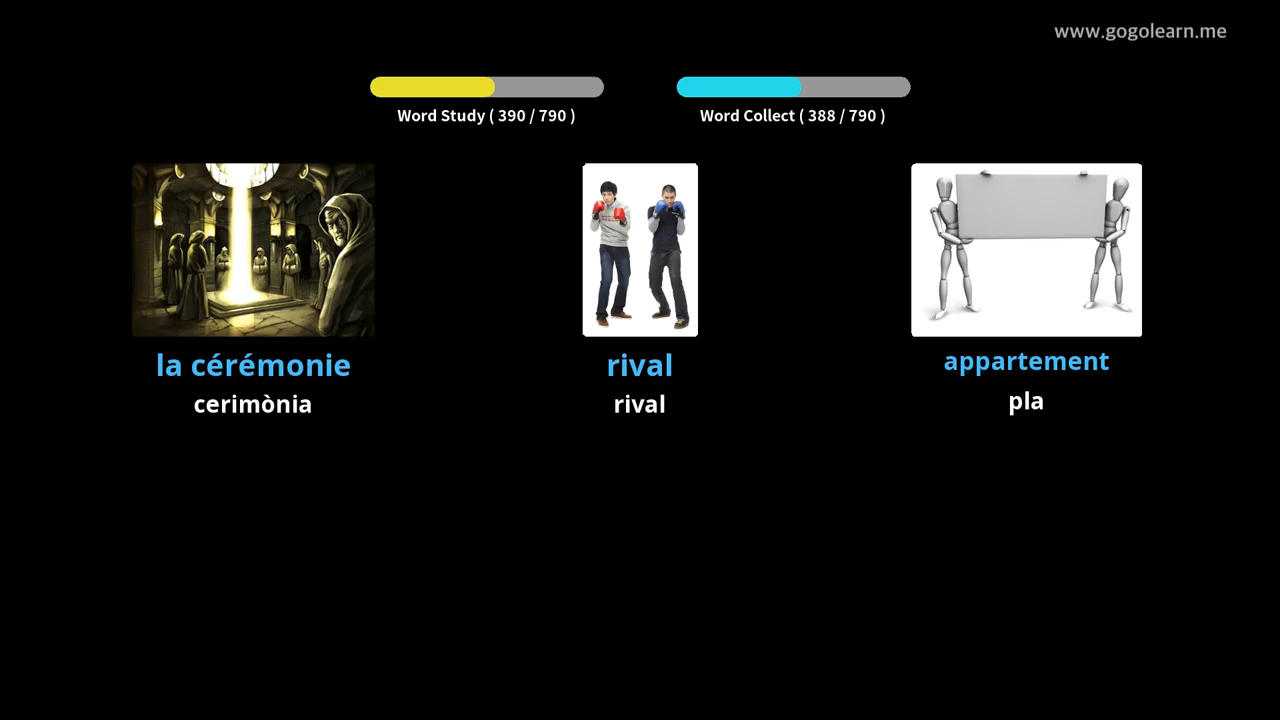 www.gogolearn.me
Word Study ( 390 / 790 )
Word Collect ( 388 / 790 )
la cérémonie
cerimònia
rival
rival
appartement
pla